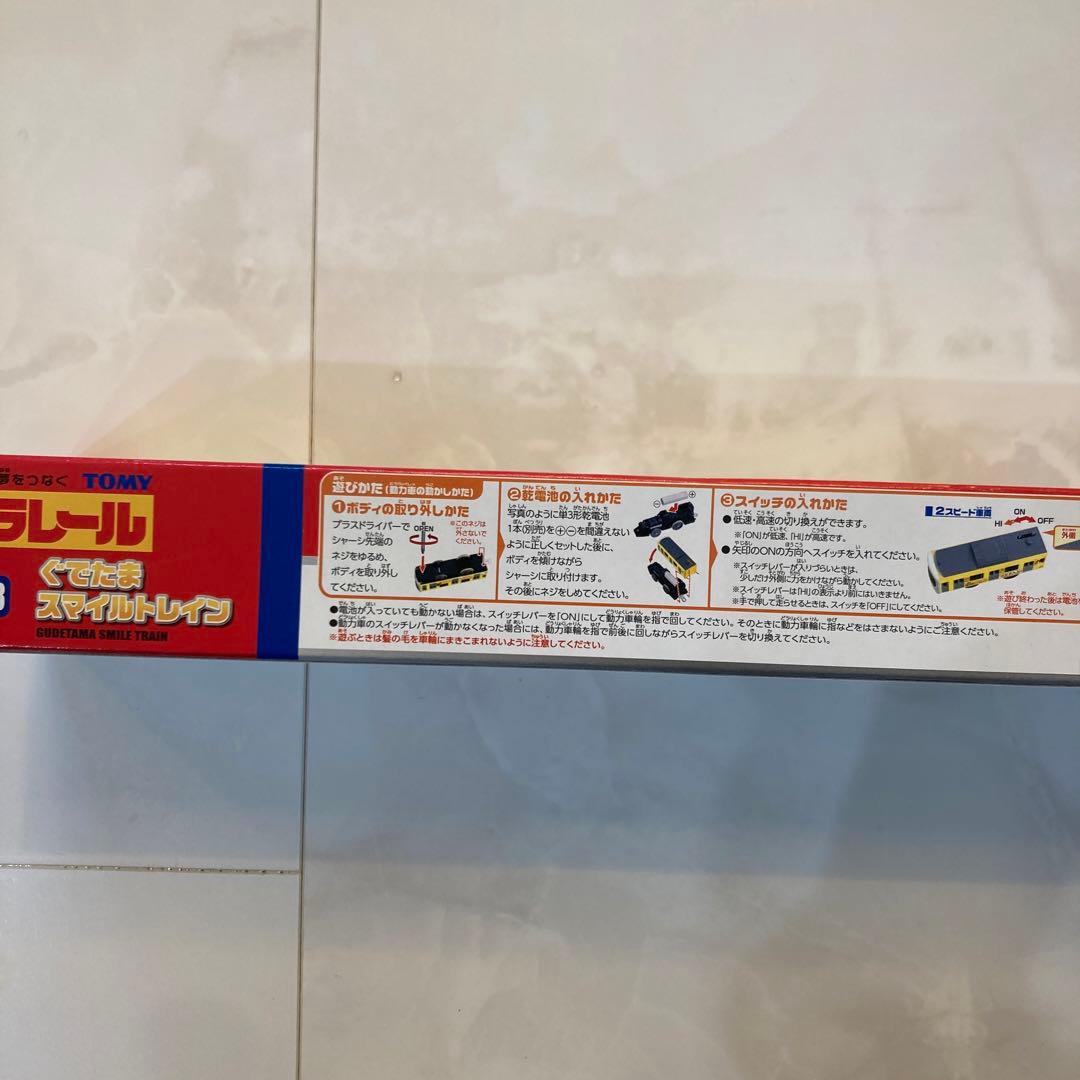 夢をつなぐ TOMY
ラレール
ぐでたま
スマイルトレイン
GUDETAMA SMILE TRAIN
遊びかた(動力車の動かしかた)
❶ボディの取り外しかた
プラスドライバーで
シャーシ先端の
ネジをゆるめ、
ボディを取り外し
てください。
OPEN
※このネジは
外さないで
ください。
❷乾電池の入れかた
写真のように単3形乾電池
1本(別売)を⊕⊖を間違えない
ように正しくセットした後に、
ボディを傾けながら
シャーシに取り付けます。
その後にネジをしめてください。
❸スイッチの入れかた
●低速・高速の切り換えができます。
※「ON」が低速、「HI」が高速です。
●矢印のONの方向へスイッチを入れてください。
※スイッチレバーが入りづらいときは、
少しだけ外側に力をかけながら動かしてください。
※スイッチレバーは「HI」の表示より前にはいきません。
※手で押して走らせるときは、スイッチを「OFF」にしてください。
2スピード車両
ON
HI
OFF
外側
※遊び終わった後は電池を
保管してください。
●電池が入っていても動かない場合は、スイッチレバーを「ON」にして動力車輪を指で回してください。そのときに動力車輪に指などをはさまないようにご注意ください。
●動力車のスイッチレバーが動かなくなった場合には、動力車輪を指で前後に回しながらスイッチレバーを切り換えてください。
※遊ぶときは髪の毛を車輪にまきこまれないように注意してください。